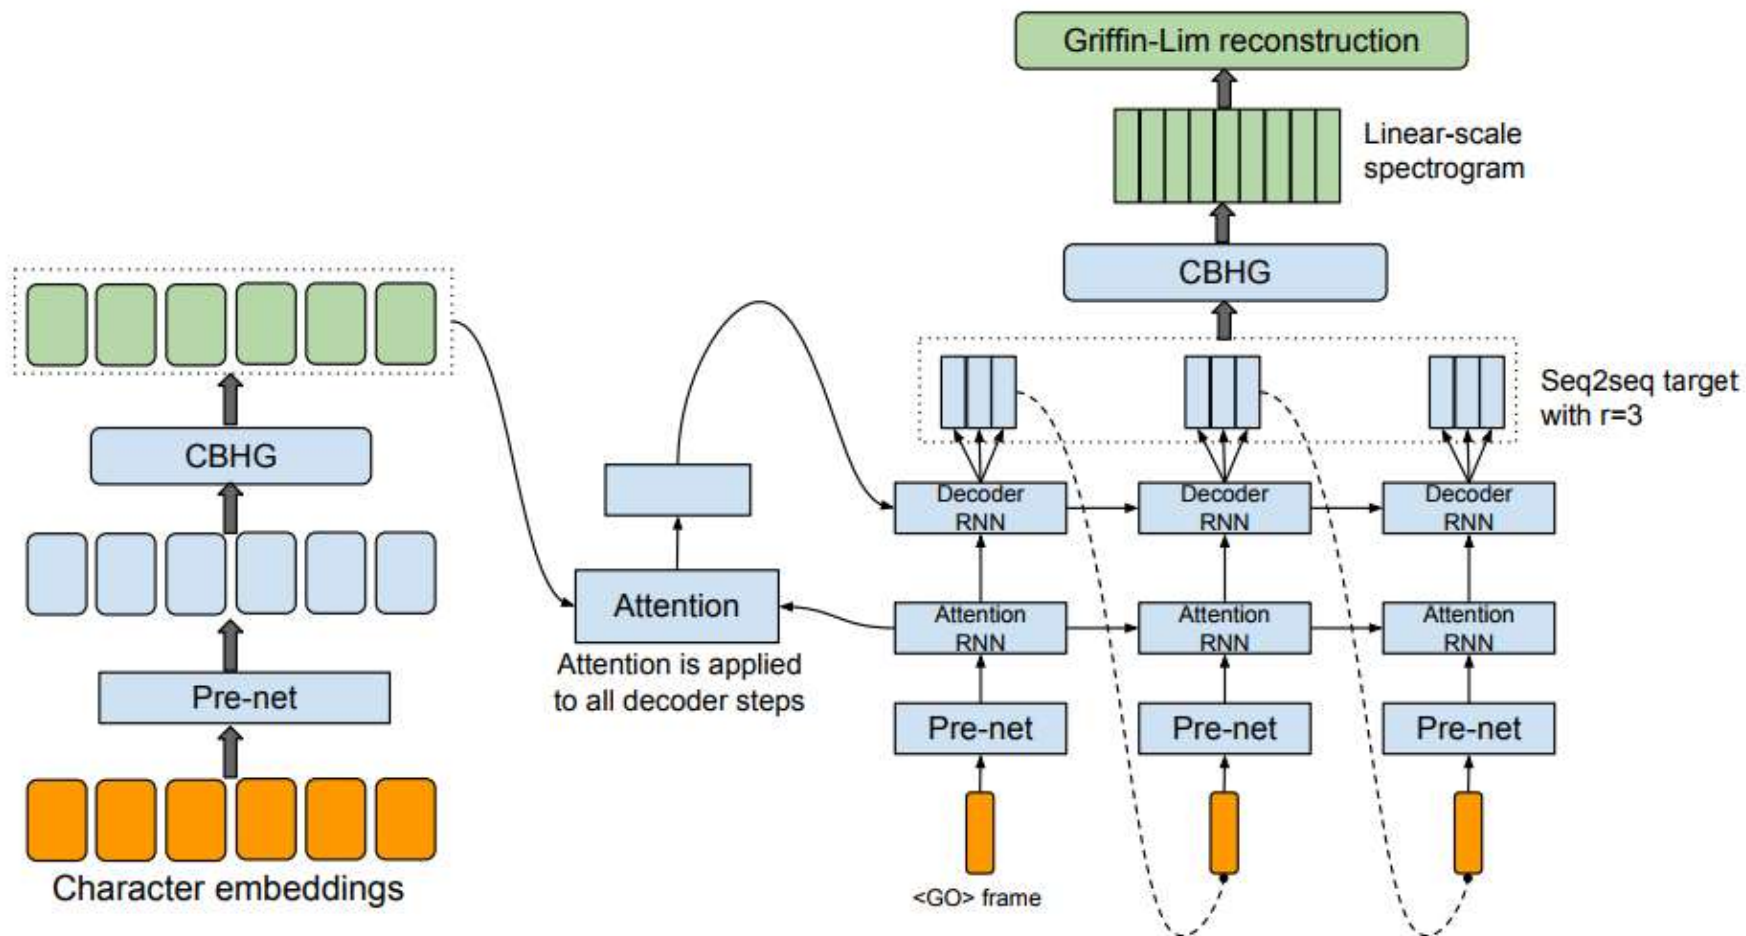 Griffin-Lim reconstruction
Linear-scale
spectrogram
CBHG
Seq2seq target
with r=3
CBHG
Pre-net
Character embeddings
Attention
Attention is applied
to all decoder steps
Decoder
RNN
Decoder
RNN
Decoder
RNN
Attention
RNN
Attention
RNN
Attention
RNN
Pre-net
Pre-net
Pre-net
<GO> frame